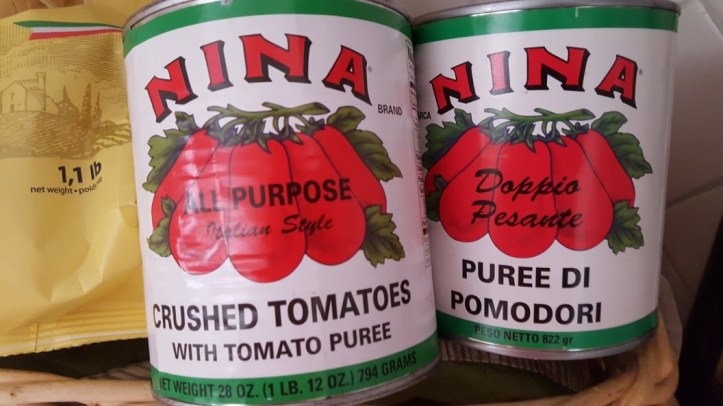 1,1 lb
net weight •
NINA
BRAND
ALL PURPOSE
Italian Style
CRUSHED TOMATOES
WITH TOMATO PUREE
NET WEIGHT 28 OZ. (1 LB. 12 OZ.) 794 GRAMS
NINA
Doppio
Pesante
PUREE DI
POMODORI
PESO NETTO 822 gr